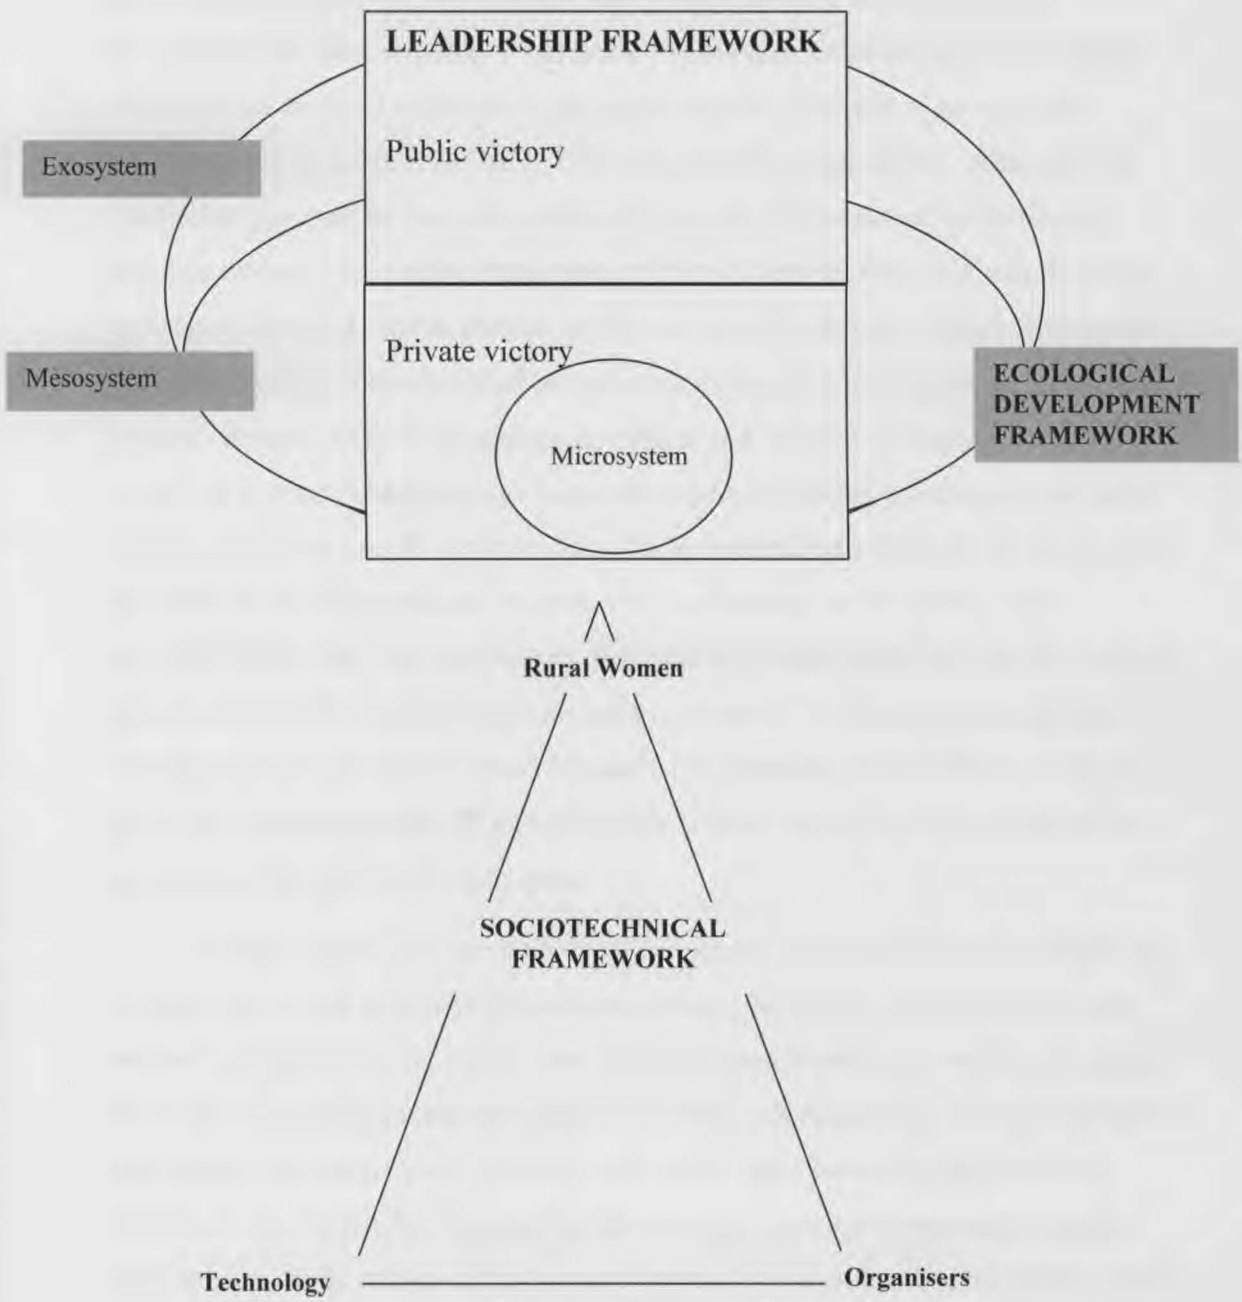 LEADERSHIP FRAMEWORK
Public victory
Exosystem
Private victory
Mesosystem
ECOLOGICAL
DEVELOPMENT
FRAMEWORK
Microsystem
Rural Women
SOCIOTECHNICAL
FRAMEWORK
Technology
Organisers